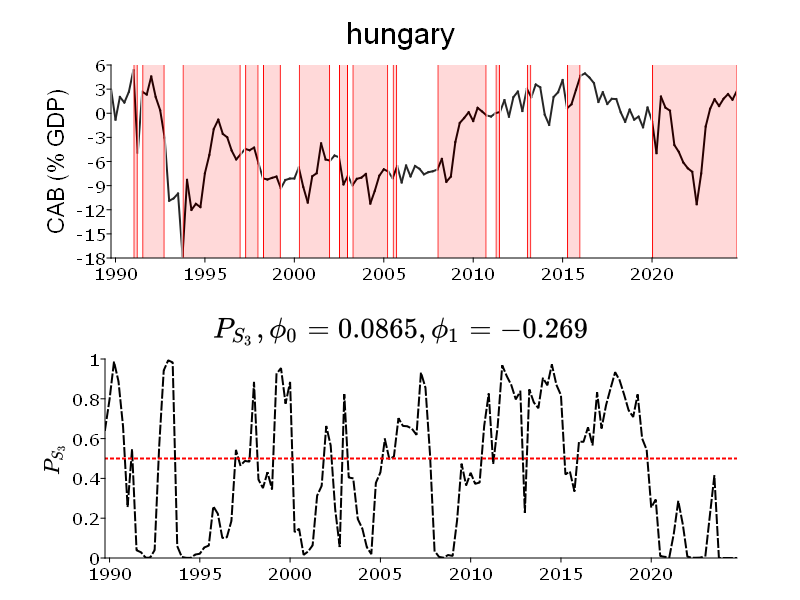 hungary
CAB (% GDP)
6
3
0
-3
-6
-9
-12
-15
-18
1990 1995 2000 2005 2010 2015 2020
$P_{S_3}, \phi_0 = 0.0865, \phi_1 = -0.269$
$P_{S_3}$
1
0.8
0.6
0.4
0.2
0
1990 1995 2000 2005 2010 2015 2020